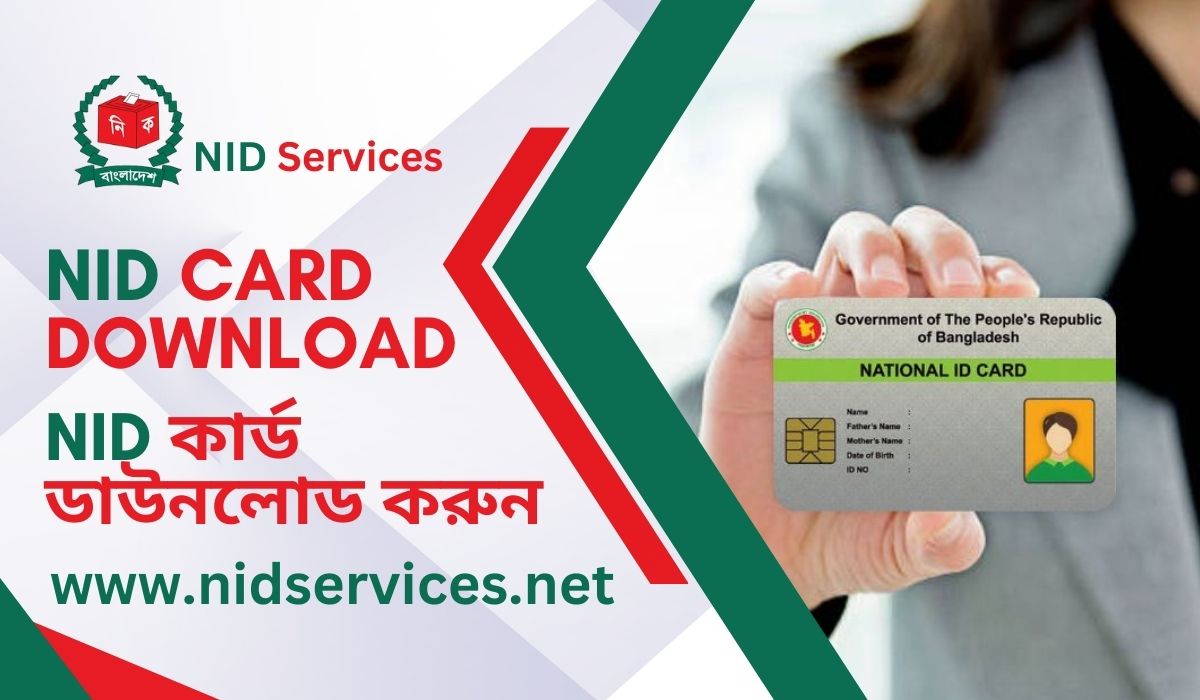 নি ক
বাংলাদেশ
NID Services
NID CARD
DOWNLOAD
NID কার্ড
ডাউনলোড করুন
www.nidservices.net
Government of The People's Republic
of Bangladesh
NATIONAL ID CARD
Name :
Father's Name :
Mother's Name :
Date of Birth :
ID NO :